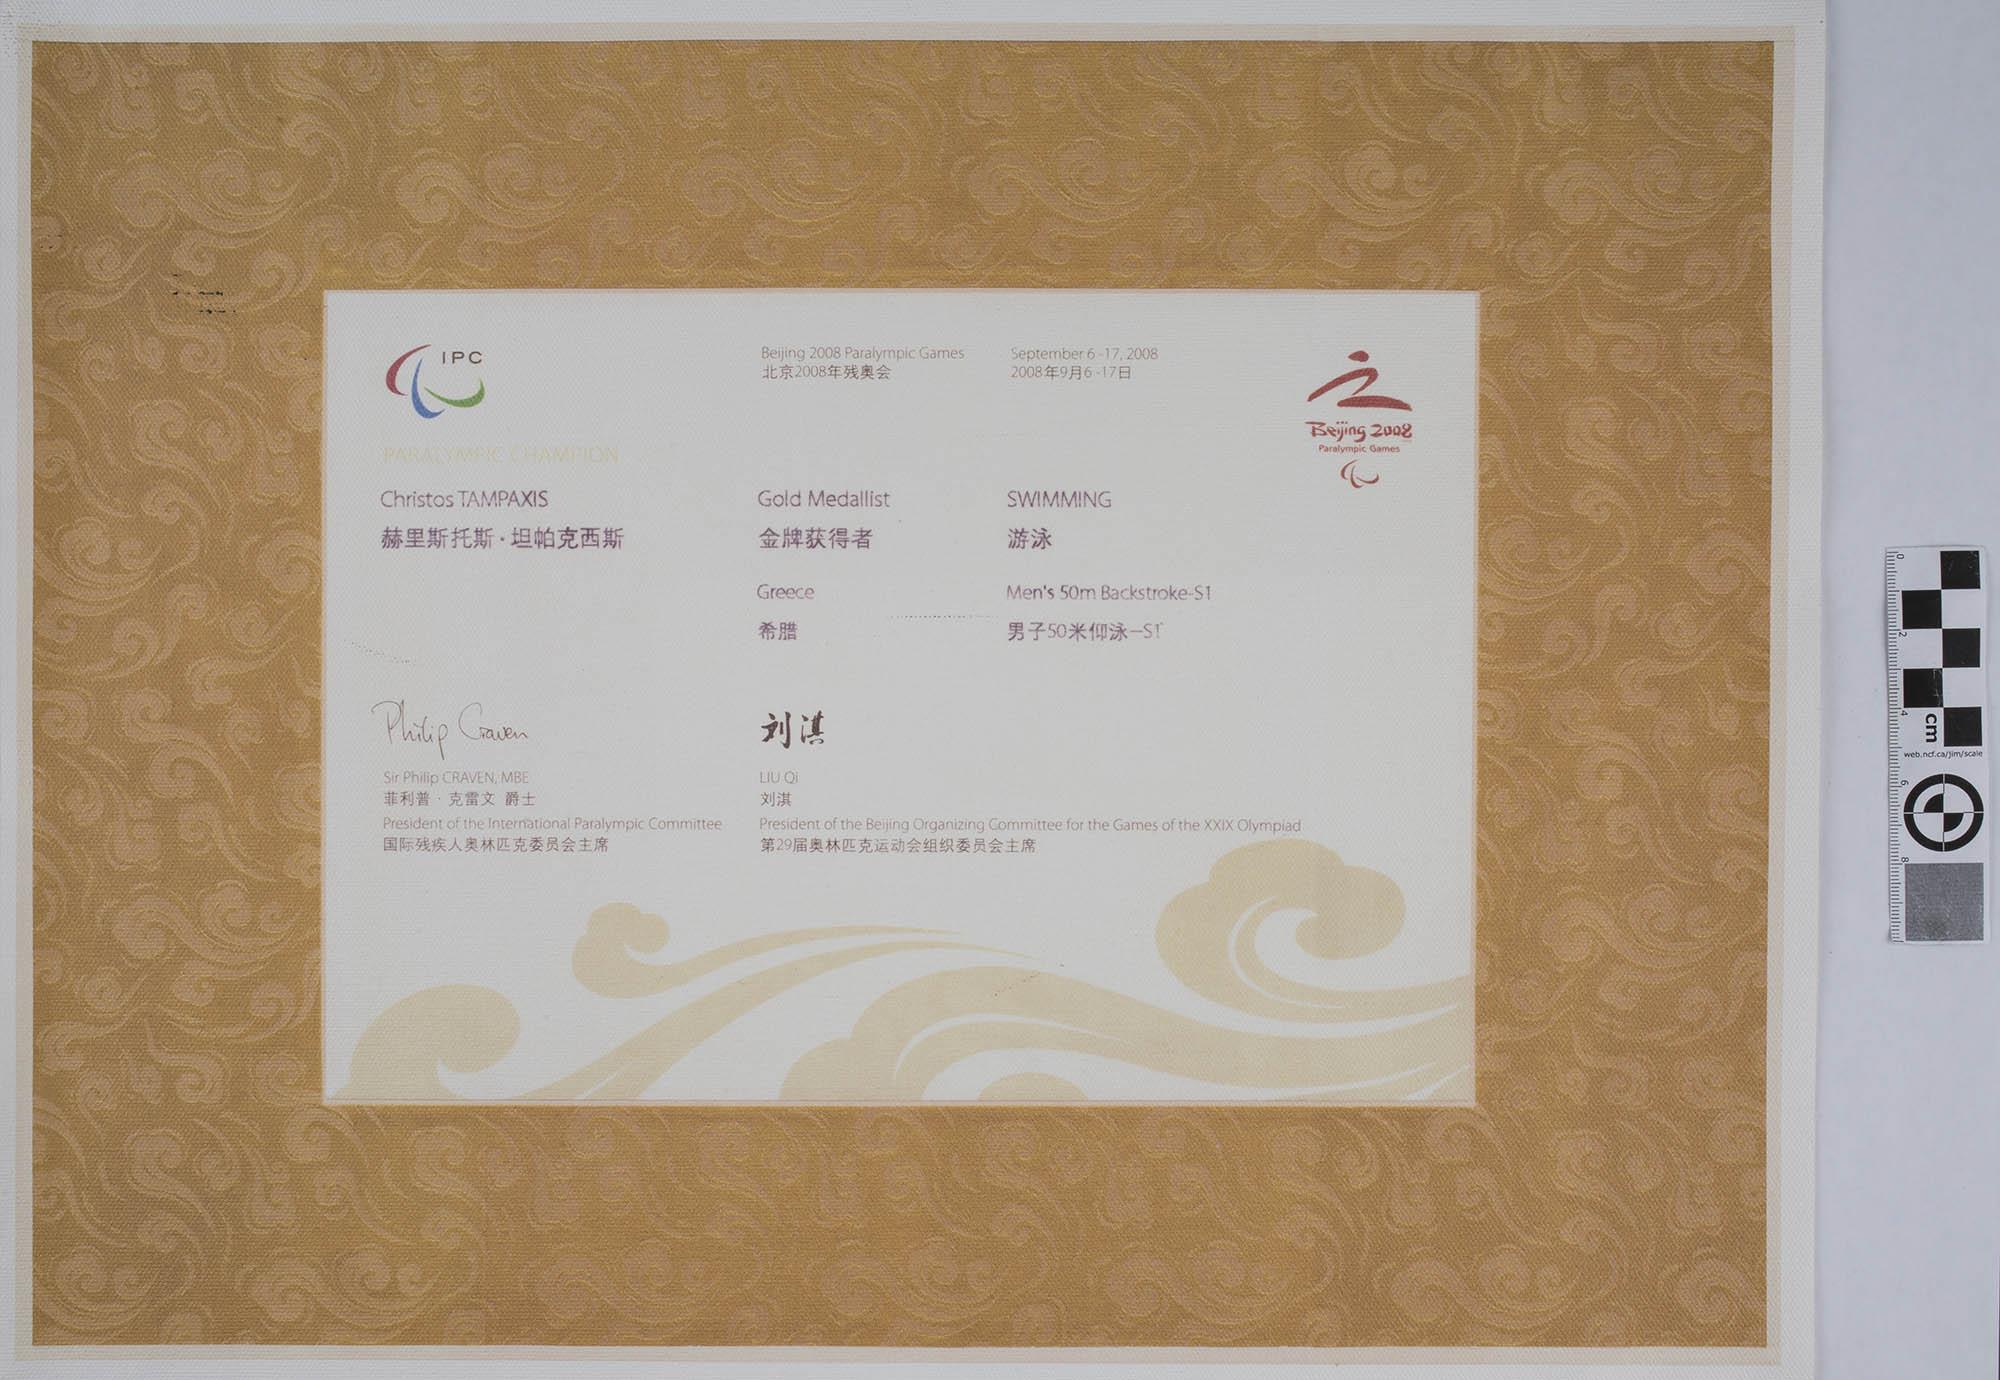 IPC
Beijing 2008 Paralympic Games
北京2008年残奥会
September 6 -17, 2008
2008年9月6 -17日
Beijing 2008
Paralympic Games
PARALYMPIC CHAMPION
Christos TAMPAXIS
赫里斯托斯·坦帕克西斯
Gold Medallist
金牌获得者
SWIMMING
游泳
Greece
希腊
Men's 50m Backstroke-S1
男子50米仰泳—S1
Philip Craven
Sir Philip CRAVEN, MBE
菲利普 · 克雷文 爵士
President of the International Paralympic Committee
国际残疾人奥林匹克委员会主席
刘淇
LIU Qi
刘淇
President of the Beijing Organizing Committee for the Games of the XXIX Olympiad
第29届奥林匹克运动会组织委员会主席
0
2
4
cm
web.ncf.ca/jim/scale
6
8